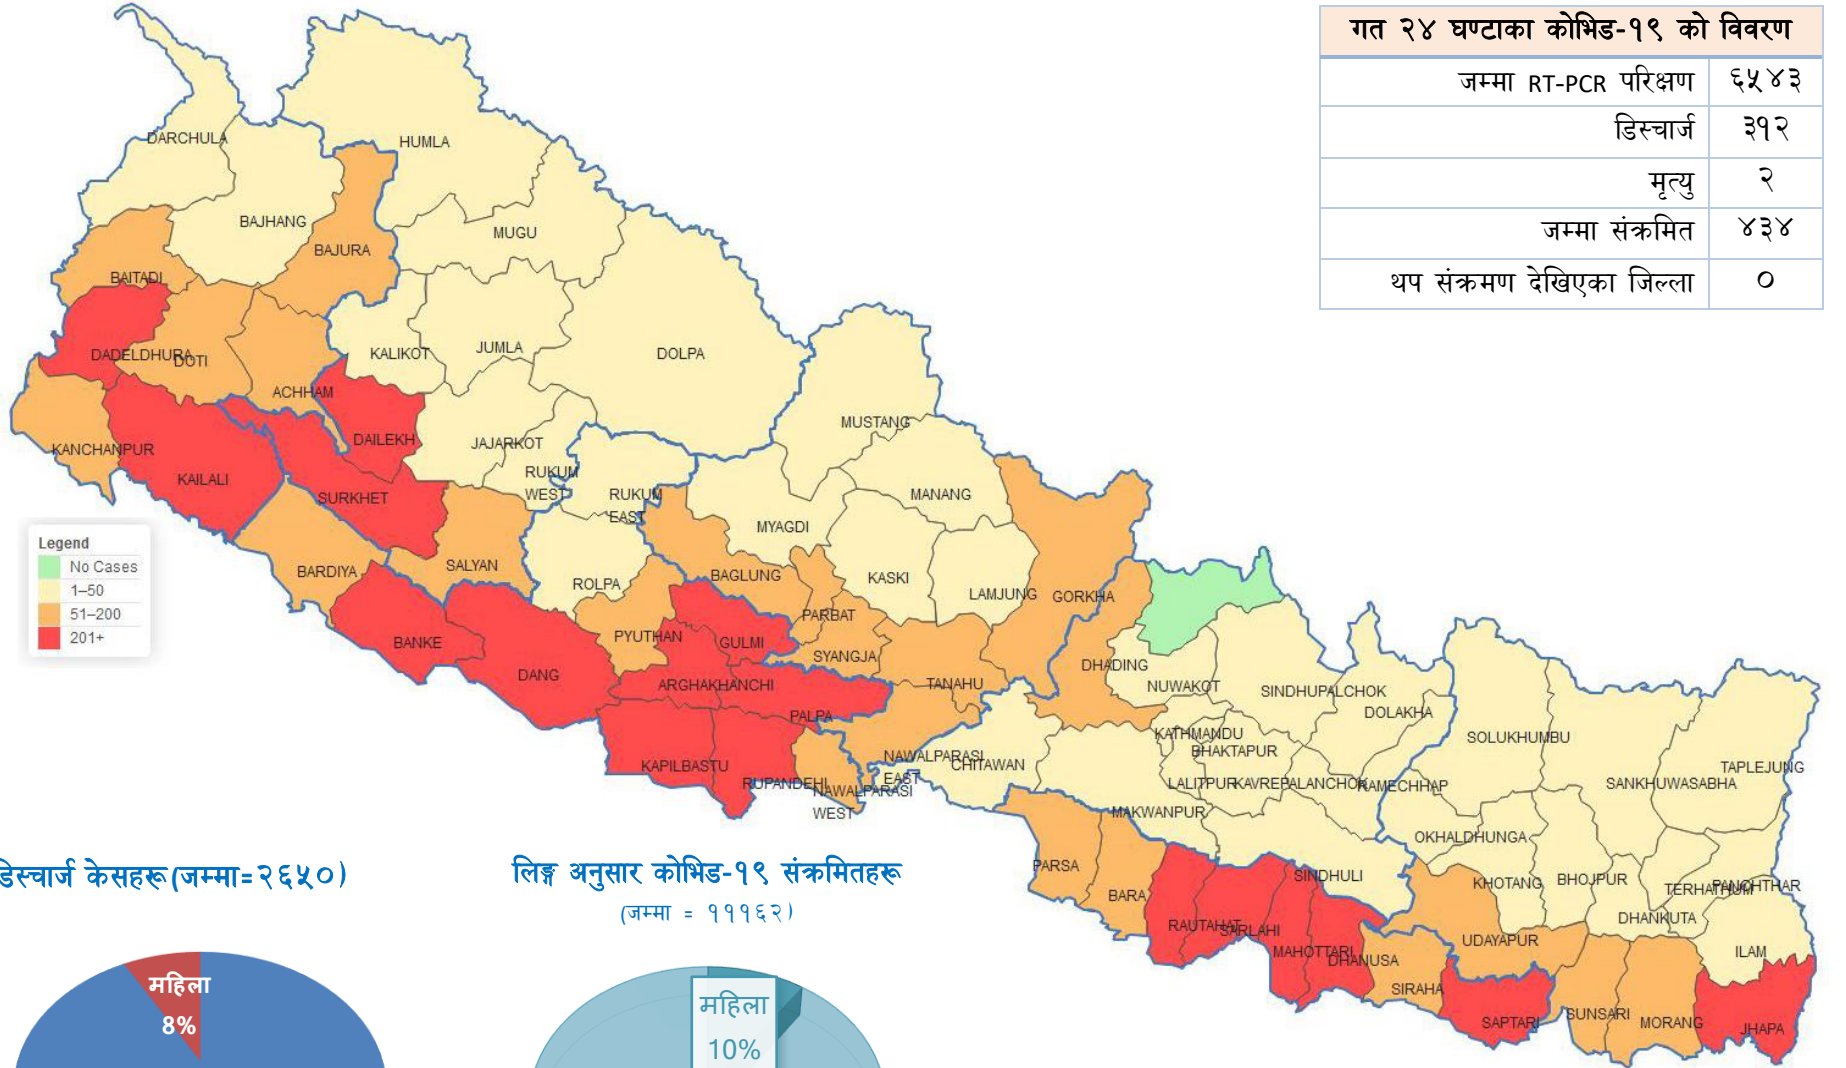 गत २४ घण्टाका कोभिड-१९ को विवरण
जम्मा RT-PCR परिक्षण ६५४३
डिस्चार्ज ३१२
मृत्यु २
जम्मा संक्रमित ४३४
थप संक्रमण देखिएका जिल्ला ०
DARCHULA
HUMLA
BAJHANG
MUGU
BAJURA
BAITADI
DADELDHURA
DOTI
KALIKOT
JUMLA
DOLPA
ACHHAM
MUSTANG
DAILEKH
JAJARKOT
KANCHANPUR
KAILALI
RUKUM
WEST
SURKHET
RUKUM
EAST
MANANG
MYAGDI
Legend
No Cases
1–50
51–200
201+
BARDIYA
SALYAN
ROLPA
BAGLUNG
KASKI
LAMJUNG
GORKHA
PARBAT
BANKE
PYUTHAN
GULMI
SYANGJA
DANG
ARGHAKHANCHI
TANAHU
DHADING
NUWAKOT
SINDHUPALCHOK
DOLAKHA
PALPA
KATHMANDU
BHAKTAPUR
SOLUKHUMBU
KAPILBASTU
RUPANDEHI
NAWALPARASI
EAST
CHITAWAN
NAWALPARASI
WEST
LALITPUR
KAVREPALANCHOK
RAMECHHAP
SANKHUWASABHA
TAPLEJUNG
MAKWANPUR
OKHALDHUNGA
PARSA
BARA
SINDHULI
KHOTANG
BHOJPUR
TERHATHUM
PANCHTHAR
DHANKUTA
RAUTAHAT
SARLAHI
MAHOTTARI
DHANUSA
UDAYAPUR
ILAM
SIRAHA
SAPTARI
SUNSARI
MORANG
JHAPA
डिस्चार्ज केसहरू (जम्मा=२६५०)
महिला
8%
लिङ्ग अनुसार कोभिड-१९ संक्रमितहरू
(जम्मा = १११६२)
महिला
10%